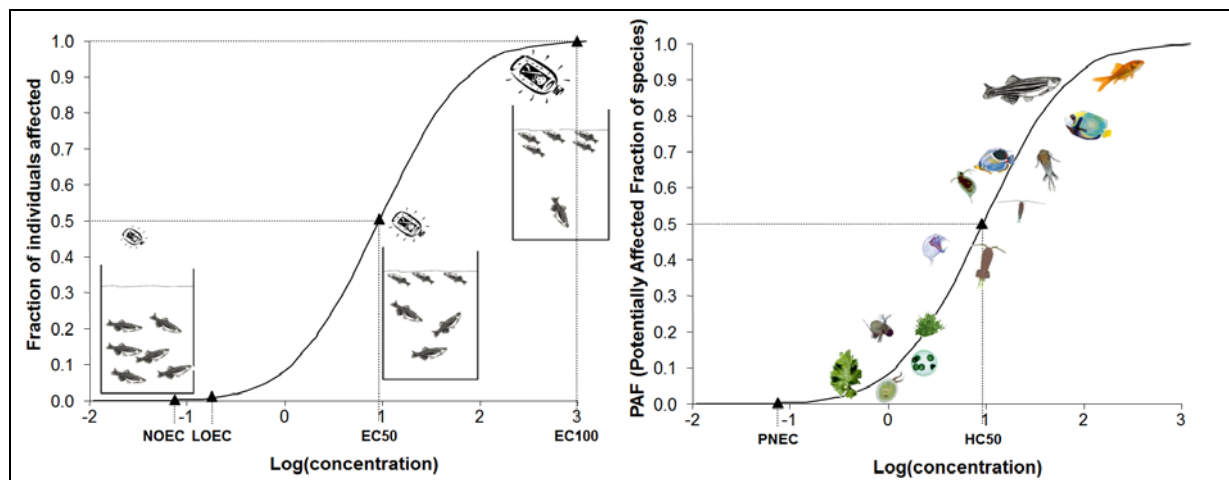 Fraction of individuals affected
1.0
0.9
0.8
0.7
0.6
0.5
0.4
0.3
0.2
0.1
0.0
-2 -1 0 1 2 3
NOEC LOEC EC50 EC100
Log(concentration)
PAF (Potentially Affected Fraction of species)
1.0
0.9
0.8
0.7
0.6
0.5
0.4
0.3
0.2
0.1
0.0
-2 -1 0 1 2 3
PNEC HC50
Log(concentration)